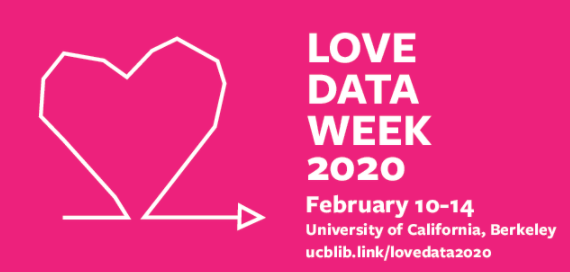 LOVE
DATA
WEEK
2020
February 10-14
University of California, Berkeley
ucblib.link/lovedata2020